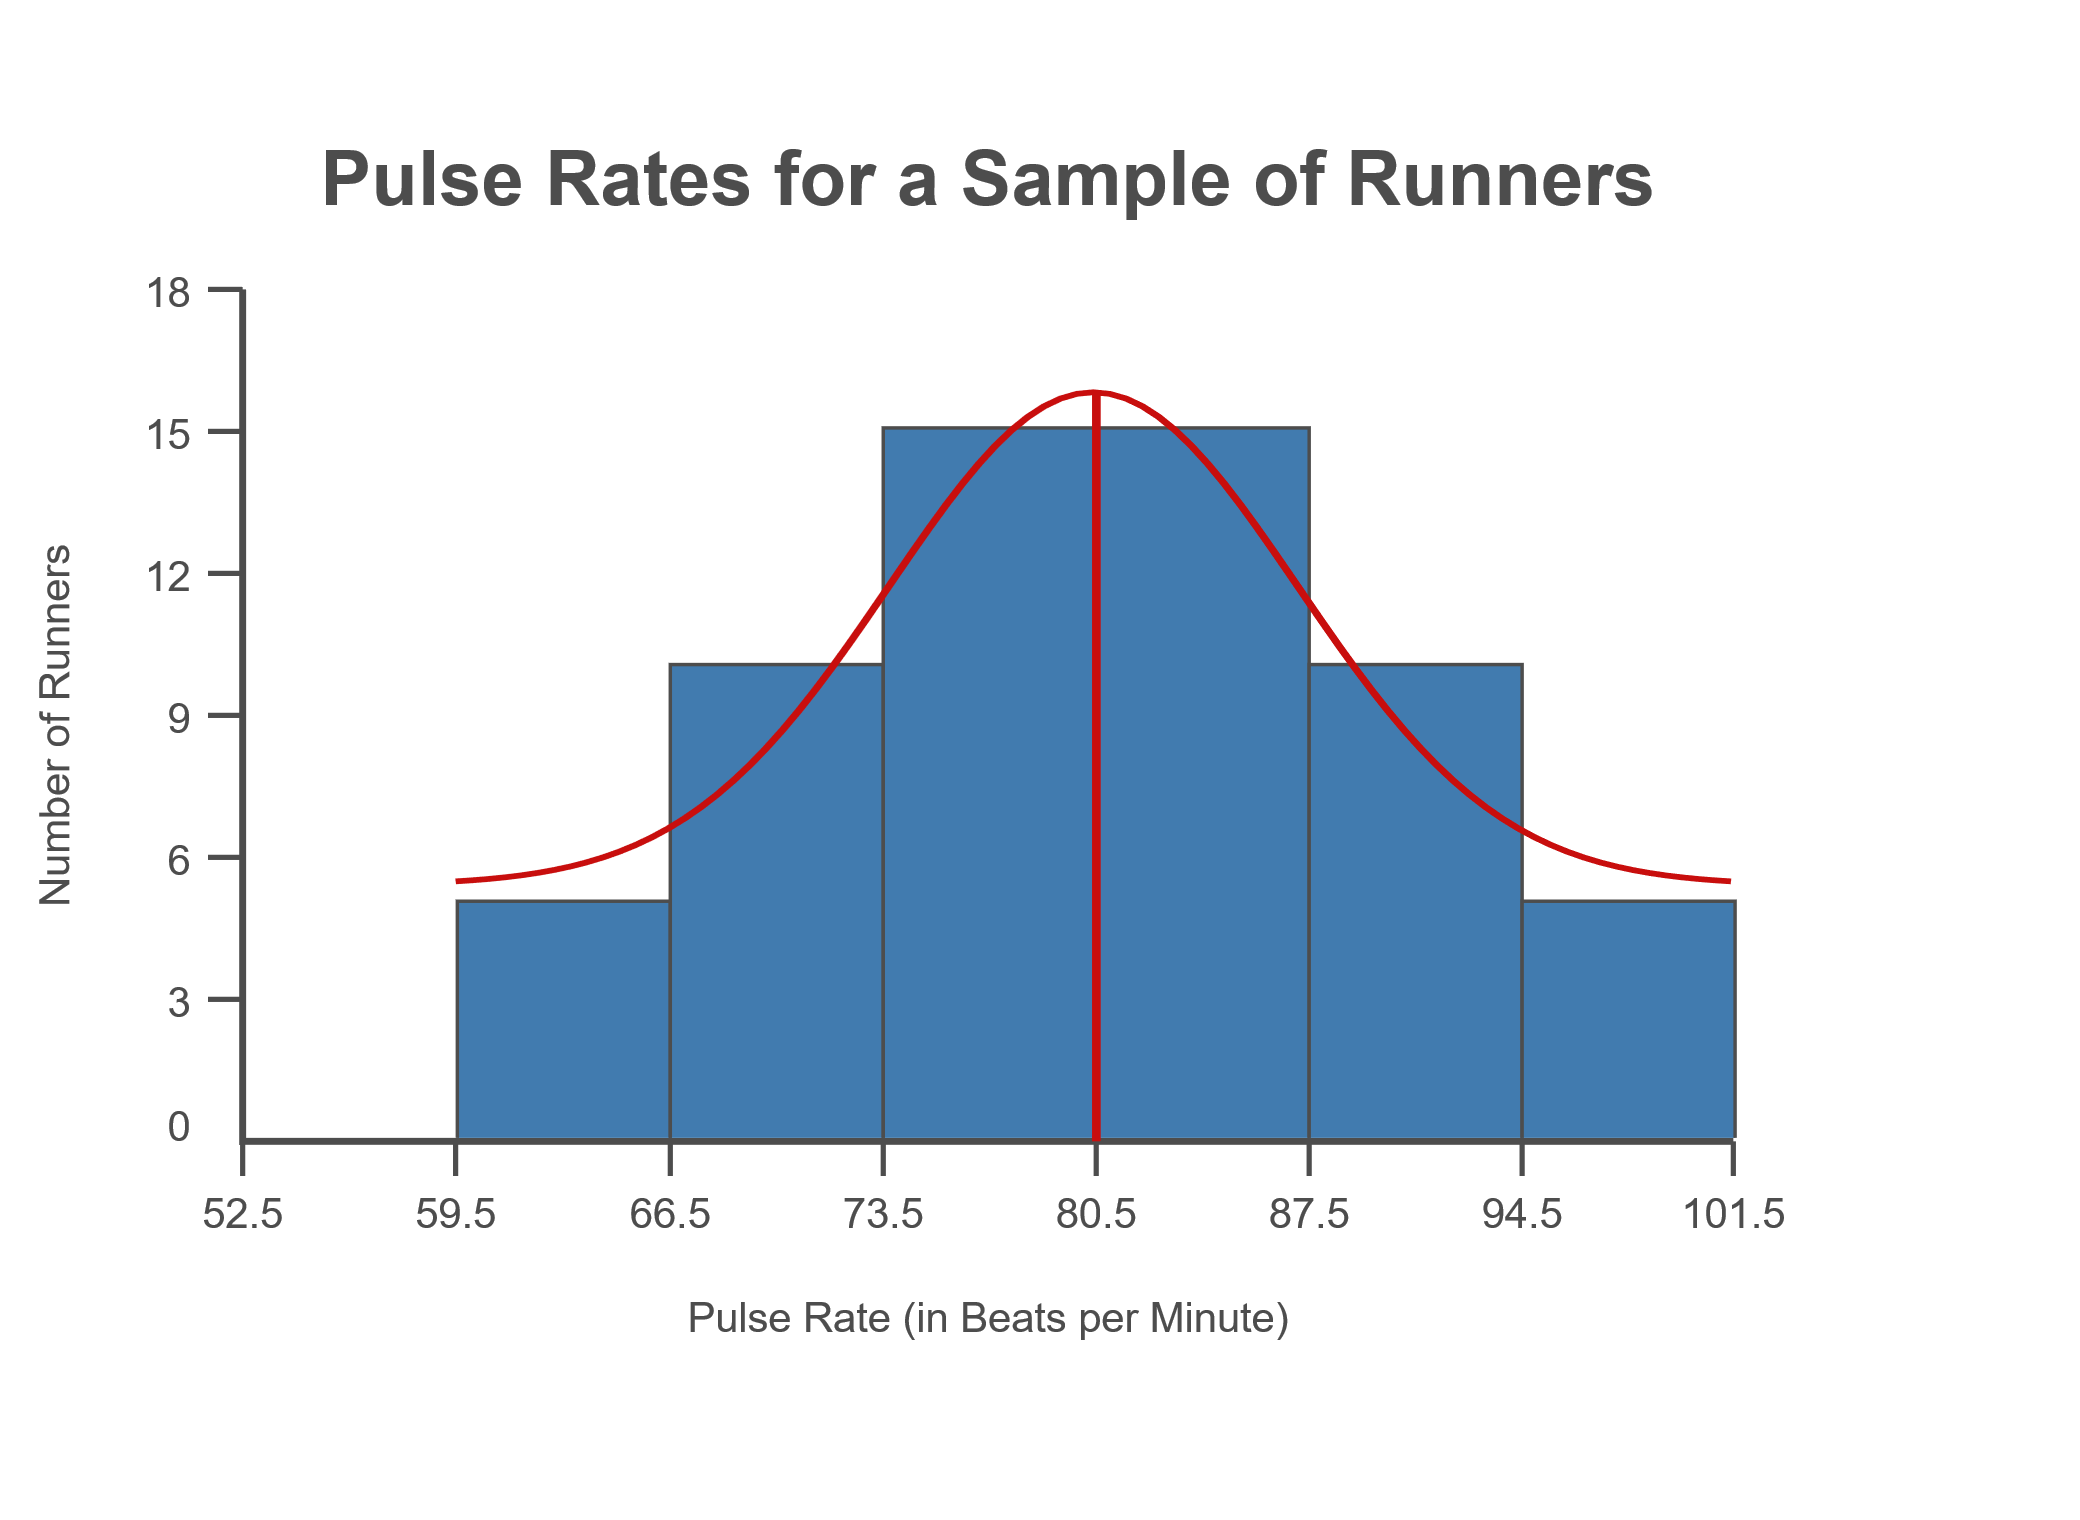 Pulse Rates for a Sample of Runners
18
15
12
9
6
3
0
Number of Runners
52.5 59.5 66.5 73.5 80.5 87.5 94.5 101.5
Pulse Rate (in Beats per Minute)